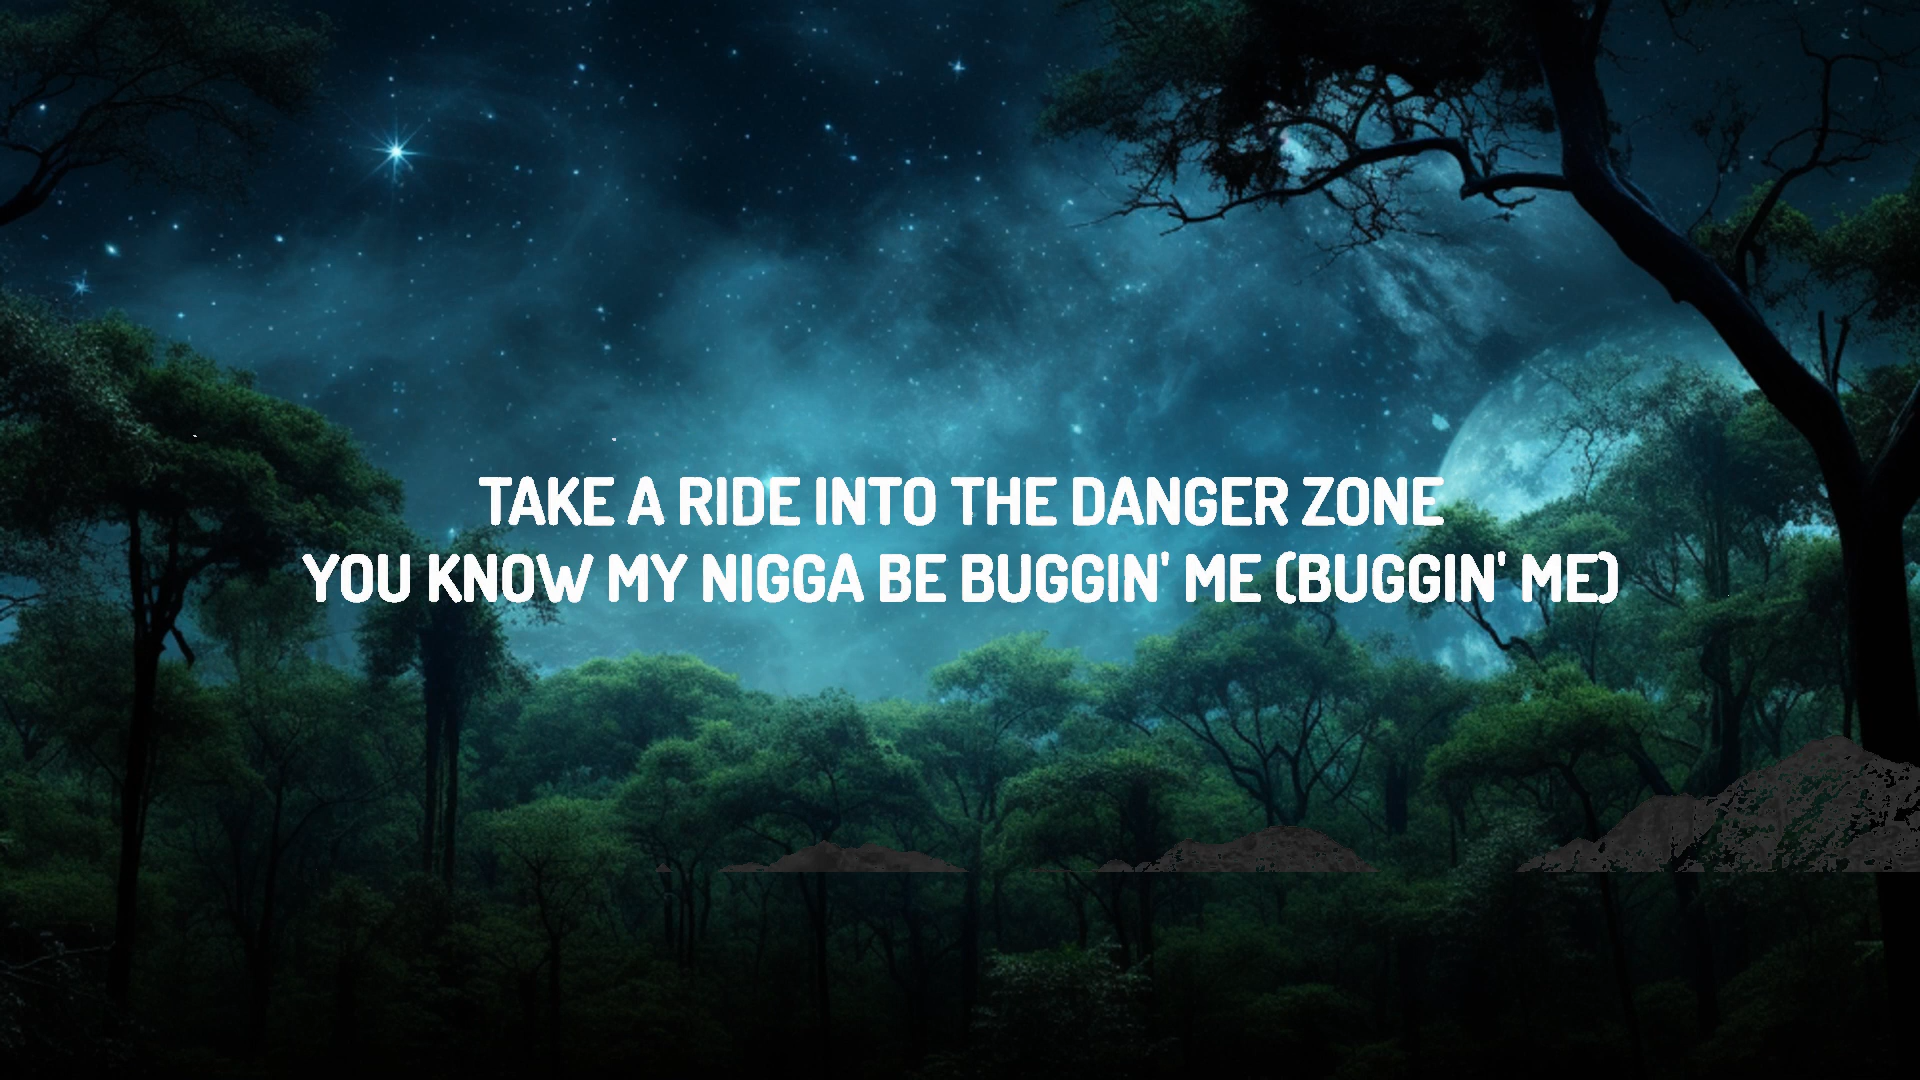 TAKE A RIDE INTO THE DANGER ZONE
YOU KNOW MY NIGGA BE BUGGIN' ME (BUGGIN' ME)